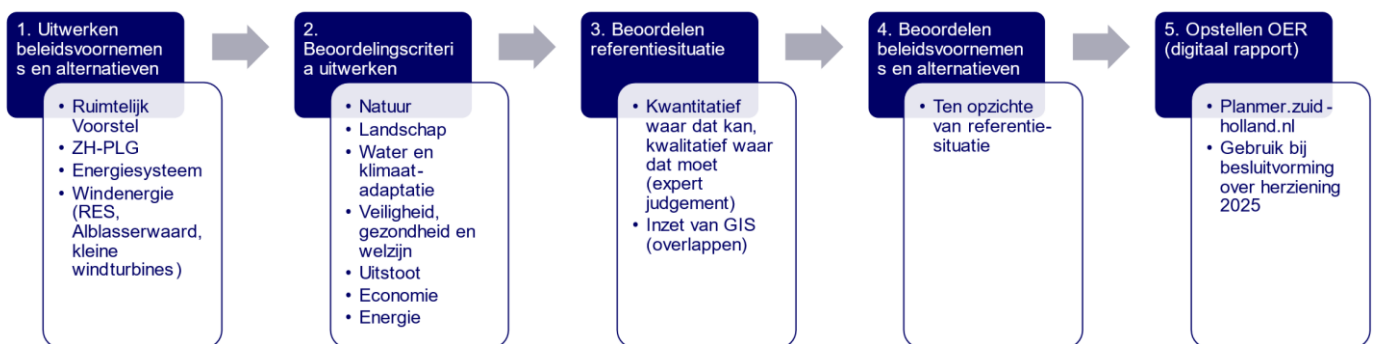 1. Uitwerken
beleidsvoornemen
s en alternatieven
• Ruimtelijk
Voorstel
• ZH-PLG
• Energiesysteem
• Windenergie
(RES,
Alblasserwaard,
kleine
windturbines)
2.
Beoordelingscriteri
a uitwerken
• Natuur
• Landschap
• Water en
klimaat-
adaptatie
• Veiligheid,
gezondheid en
welzijn
• Uitstoot
• Economie
• Energie
3. Beoordelen
referentiesituatie
• Kwantitatief
waar dat kan,
kwalitatief waar
dat moet
(expert
judgement)
• Inzet van GIS
(overlappen)
4. Beoordelen
beleidsvoornemen
s en alternatieven
• Ten opzichte
van referentie-
situatie
5. Opstellen OER
(digitaal rapport)
• Planmer.zuid-
holland.nl
• Gebruik bij
besluitvorming
over herziening
2025